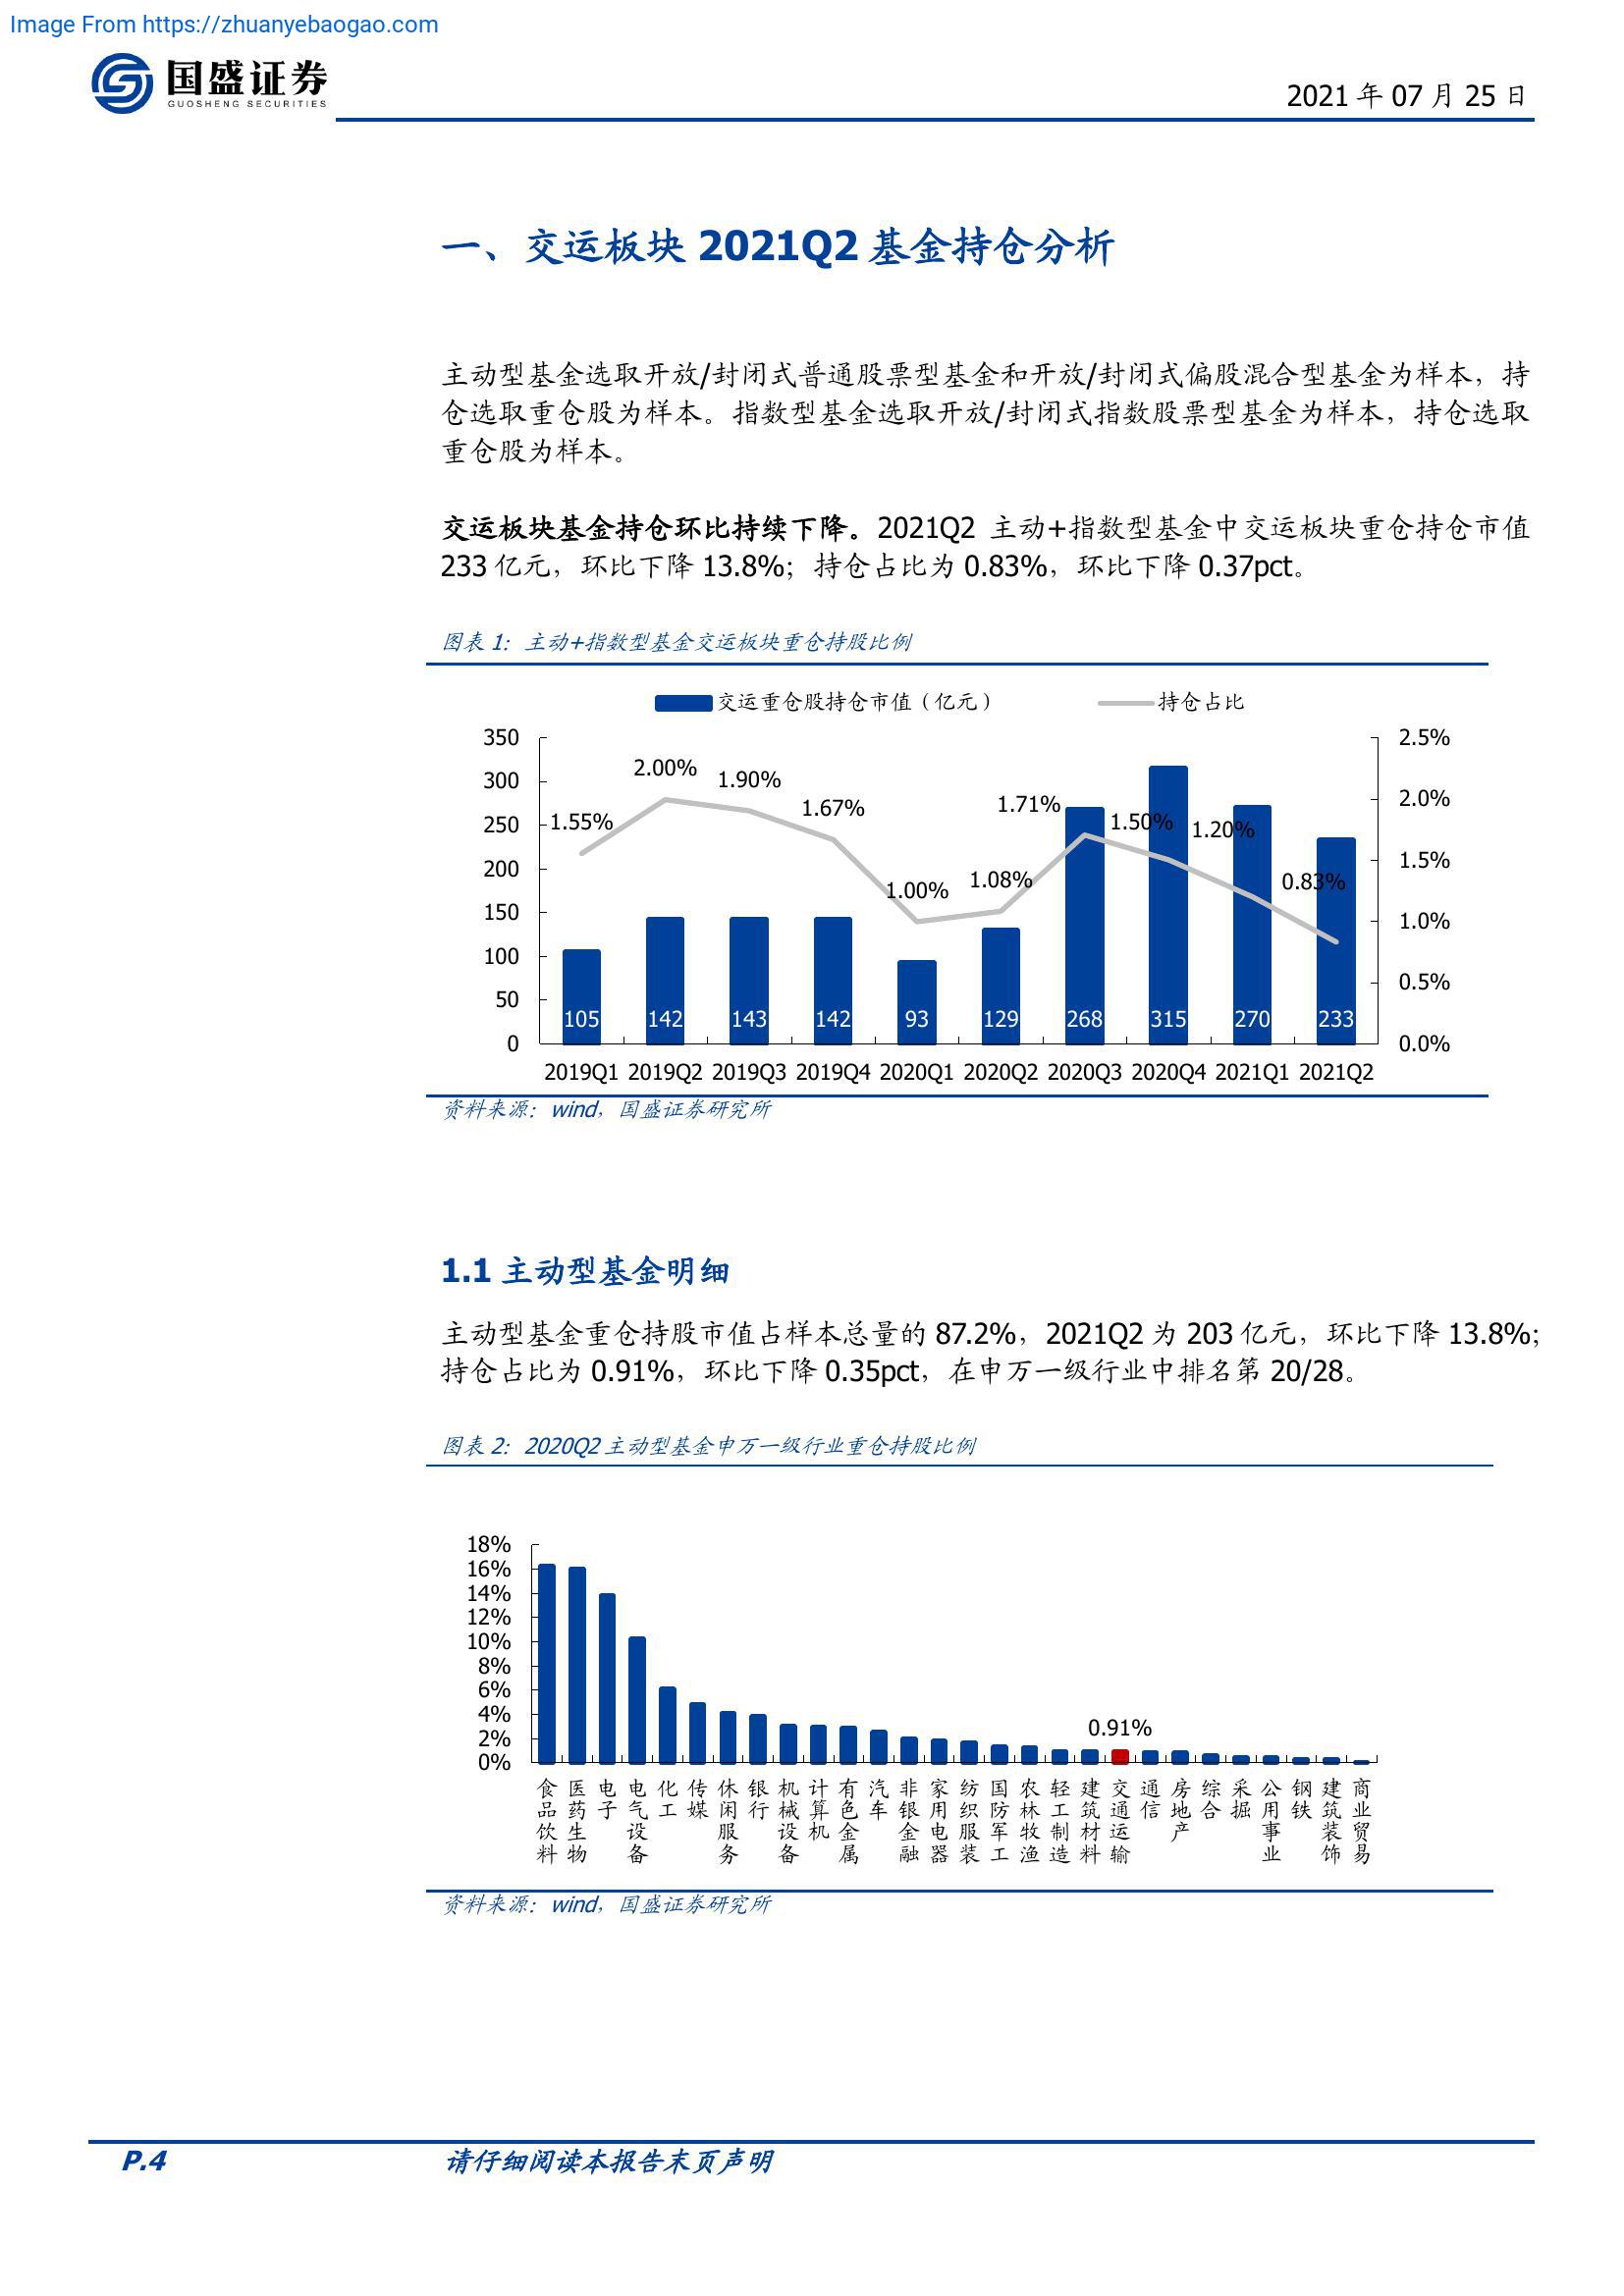 Image From https://zhuanyebaogao.com
国盛证券
GUOSHENG SECURITIES
2021 年 07 月 25 日
一、交运板块 2021Q2 基金持仓分析
主动型基金选取开放/封闭式普通股票型基金和开放/封闭式偏股混合型基金为样本，持
仓选取重仓股为样本。指数型基金选取开放/封闭式指数股票型基金为样本，持仓选取
重仓股为样本。
交运板块基金持仓环比持续下降。2021Q2 主动+指数型基金中交运板块重仓持仓市值
233 亿元，环比下降 13.8%；持仓占比为 0.83%，环比下降 0.37pct。
图表 1：主动+指数型基金交运板块重仓持股比例
交运重仓股持仓市值（亿元） 持仓占比
350
300
250
200
150
100
50
0
2.5%
2.0%
1.5%
1.0%
0.5%
0.0%
1.55% 2.00% 1.90% 1.67% 1.00% 1.08% 1.71% 1.50% 1.20% 0.83%
105 142 143 142 93 129 268 315 270 233
2019Q1 2019Q2 2019Q3 2019Q4 2020Q1 2020Q2 2020Q3 2020Q4 2021Q1 2021Q2
资料来源：wind，国盛证券研究所
1.1 主动型基金明细
主动型基金重仓持股市值占样本总量的 87.2%，2021Q2 为 203 亿元，环比下降 13.8%；
持仓占比为 0.91%，环比下降 0.35pct，在申万一级行业中排名第 20/28。
图表 2：2020Q2 主动型基金申万一级行业重仓持股比例
18%
16%
14%
12%
10%
8%
6%
4%
2%
0%
0.91%
食品饮料
医药生物
电子
电气设备
化工
传媒
休闲服务
银行
机械设备
计算机
有色金属
汽车
非银金融
家用电器
纺织服装
国防军工
农林牧渔
轻工制造
建筑材料
交通运输
通信
房地产
综合
采掘
公用事业
钢铁
建筑装饰
商业贸易
资料来源：wind，国盛证券研究所
P.4
请仔细阅读本报告末页声明